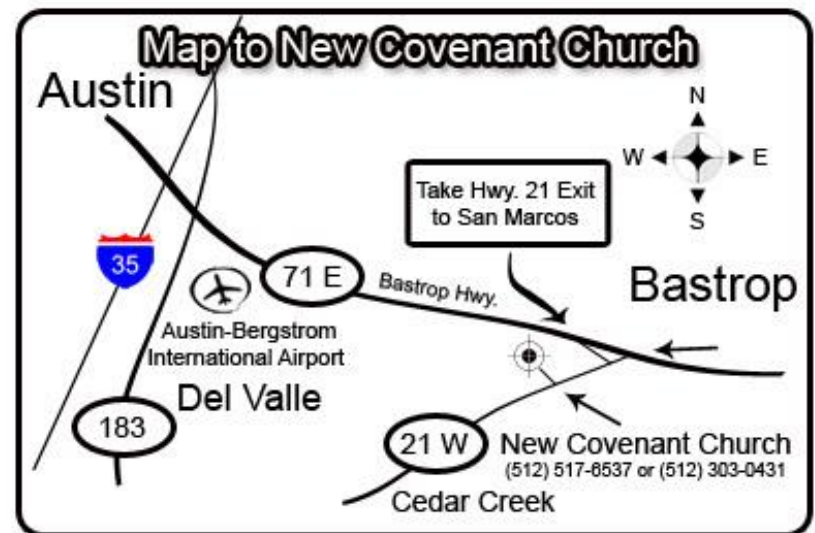 Map to New Covenant Church
Austin
N
W
E
S
Take Hwy. 21 Exit
to San Marcos
35
71 E
Bastrop Hwy.
Bastrop
Austin-Bergstrom
International Airport
Del Valle
183
21 W
New Covenant Church
(512) 517-6537 or (512) 303-0431
Cedar Creek